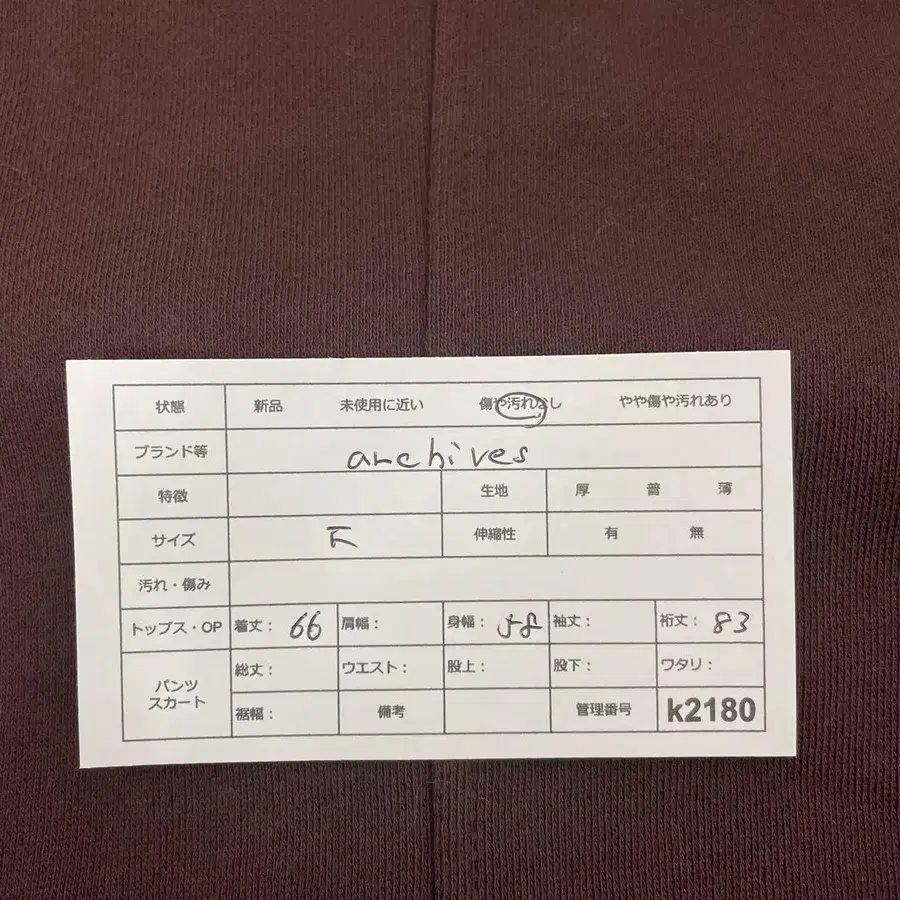 状態 新品 未使用に近い 傷や汚れなし やや傷や汚れあり
ブランド等 archives
特徴 生地 厚 普 薄
サイズ F 伸縮性 有 無
汚れ・傷み
トップス・OP 着丈: 66 肩幅: 身幅: 58 袖丈: 裄丈: 83
パンツ スカート 総丈: ウエスト: 股上: 股下: ワタリ:
裾幅: 備考 管理番号 k2180